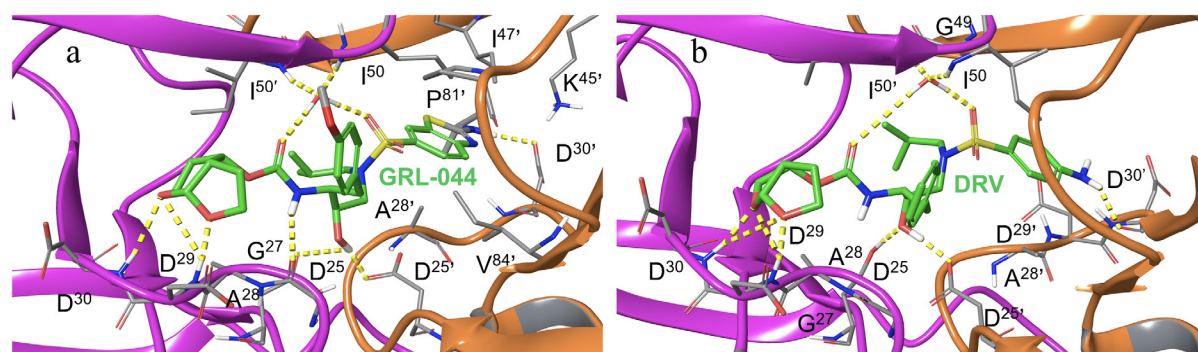 a
I47'
I50
I50'
P81'
K45'
D30'
GRL-044
A28'
G27
D29
D25
D25'
V84'
D30
A28
b
G49
I50'
I50
DRV
D30'
D29
D29'
D30
A28
D25
A28'
G27
D25'